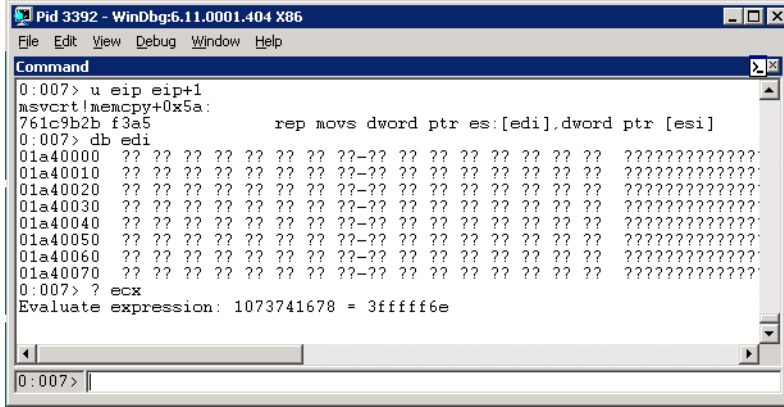 Pid 3392 - WinDbg:6.11.0001.404 X86
File Edit View Debug Window Help
Command
0:007> u eip eip+1
msvcrt!memcpy+0x5a:
761c9b2b f3a5 rep movs dword ptr es:[edi],dword ptr [esi]
0:007> db edi
01a40000 ?? ?? ?? ?? ?? ?? ?? ??-?? ?? ?? ?? ?? ?? ?? ?? ?????????????
01a40010 ?? ?? ?? ?? ?? ?? ?? ??-?? ?? ?? ?? ?? ?? ?? ?? ?????????????
01a40020 ?? ?? ?? ?? ?? ?? ?? ??-?? ?? ?? ?? ?? ?? ?? ?? ?????????????
01a40030 ?? ?? ?? ?? ?? ?? ?? ??-?? ?? ?? ?? ?? ?? ?? ?? ?????????????
01a40040 ?? ?? ?? ?? ?? ?? ?? ??-?? ?? ?? ?? ?? ?? ?? ?? ?????????????
01a40050 ?? ?? ?? ?? ?? ?? ?? ??-?? ?? ?? ?? ?? ?? ?? ?? ?????????????
01a40060 ?? ?? ?? ?? ?? ?? ?? ??-?? ?? ?? ?? ?? ?? ?? ?? ?????????????
01a40070 ?? ?? ?? ?? ?? ?? ?? ??-?? ?? ?? ?? ?? ?? ?? ?? ?????????????
0:007> ? ecx
Evaluate expression: 1073741678 = 3fffff6e
0:007>